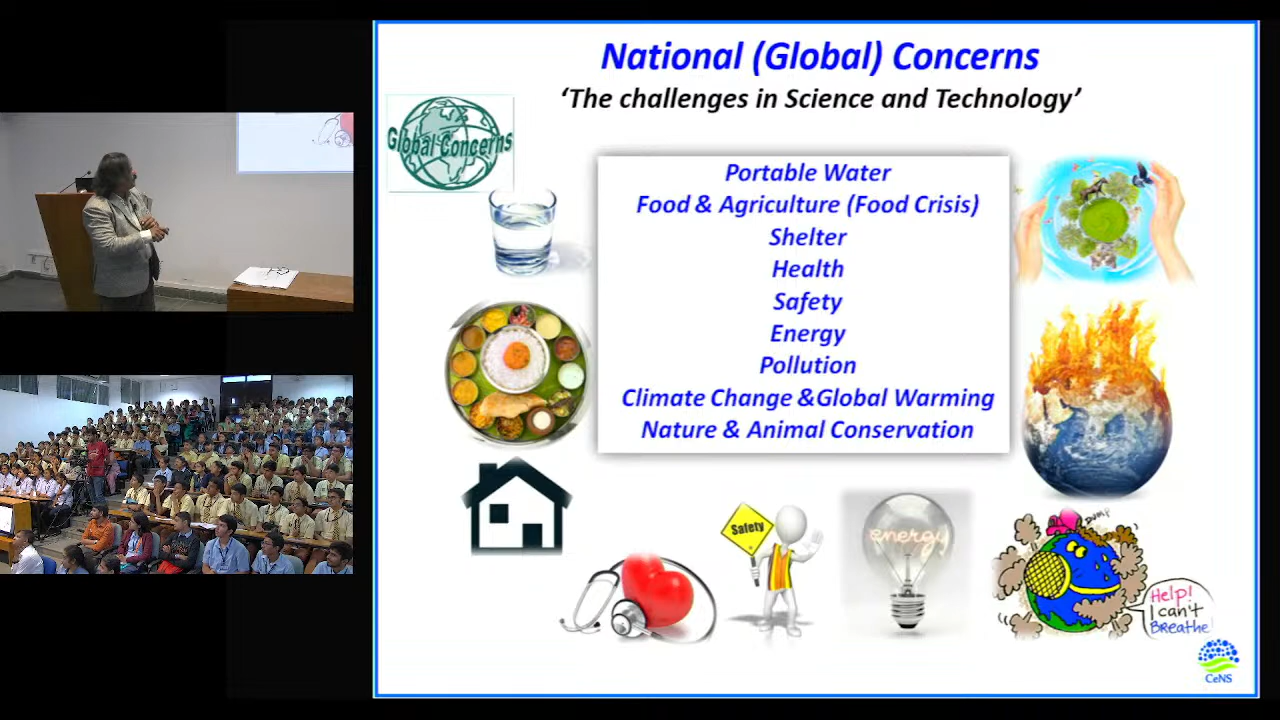 National (Global) Concerns
‘The challenges in Science and Technology’
Global Concerns
Portable Water
Food & Agriculture (Food Crisis)
Shelter
Health
Safety
Energy
Pollution
Climate Change &Global Warming
Nature & Animal Conservation
Safety
energy
DUMP
Help!
I can't
BREATHE
CeNS